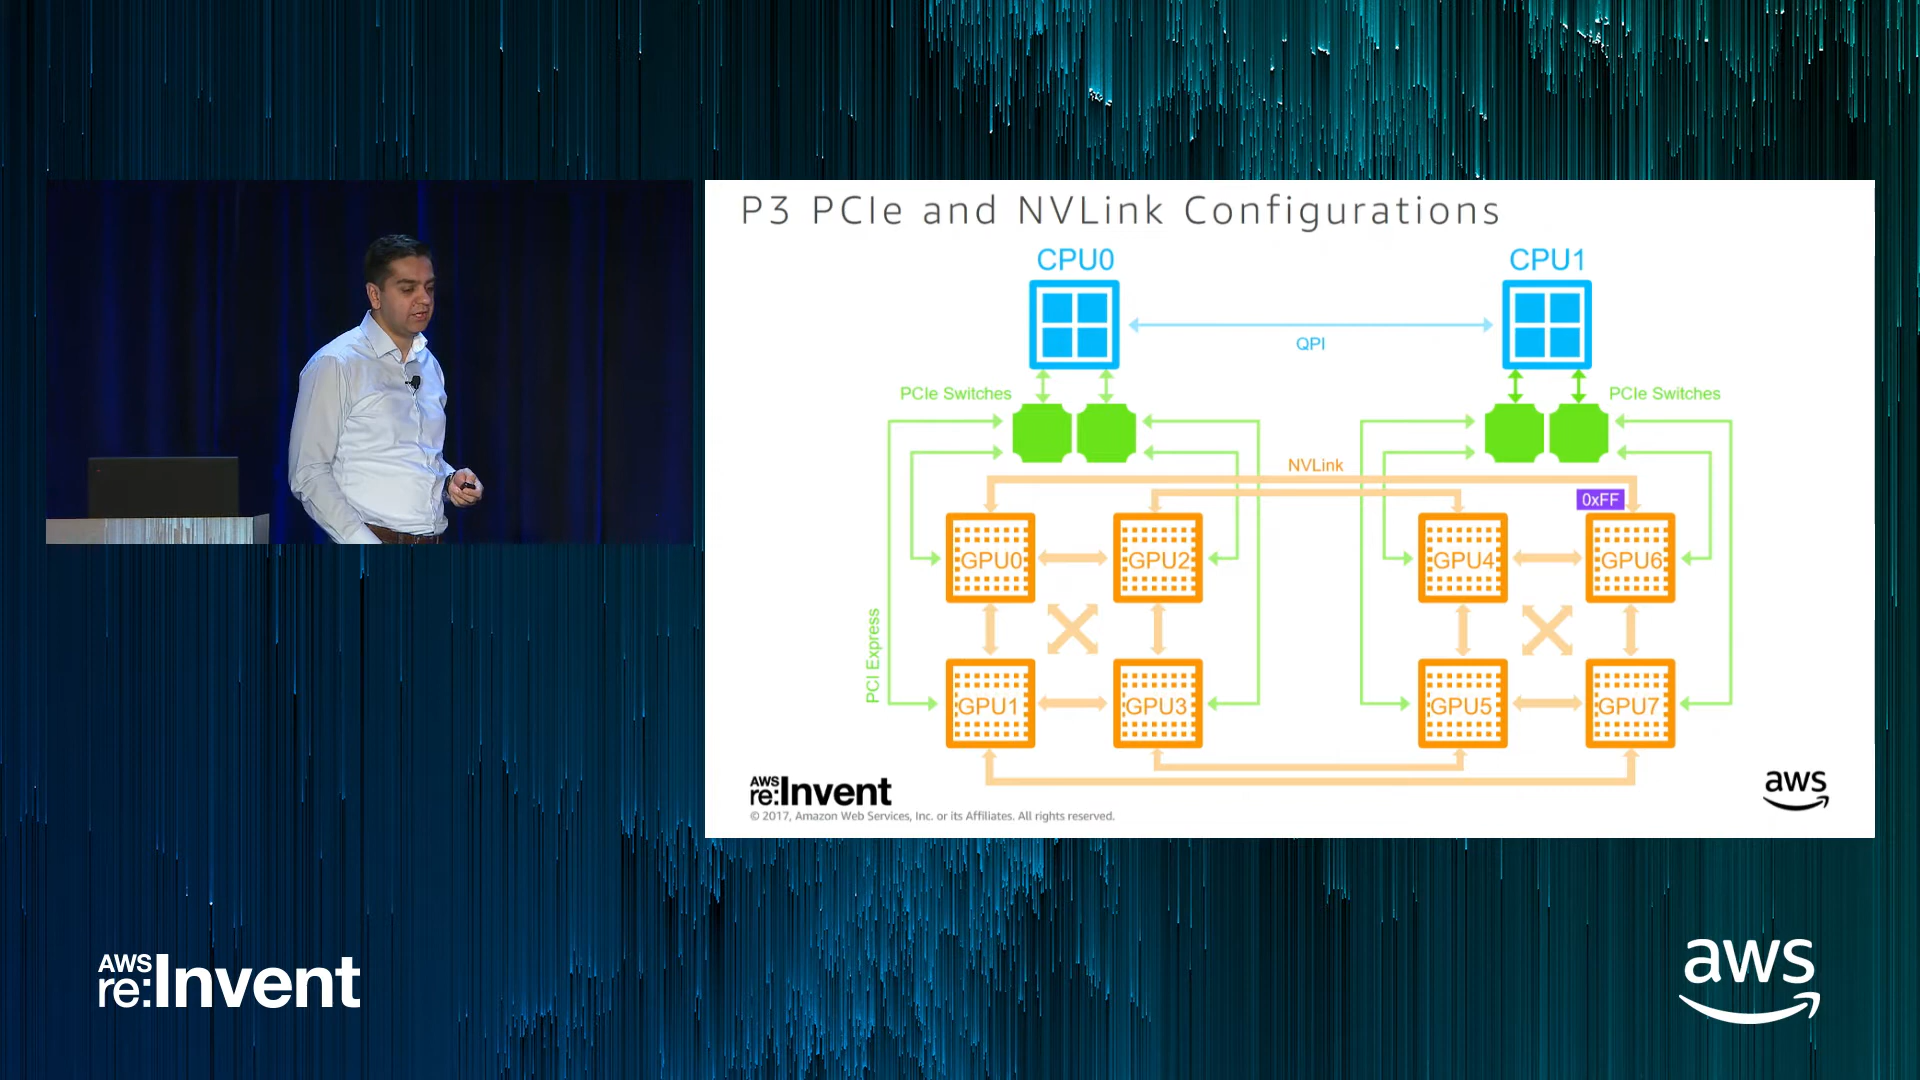 P3 PCIe and NVLink Configurations
CPU0
CPU1
QPI
PCIe Switches
PCIe Switches
NVLink
0xFF
GPU0
GPU2
GPU4
GPU6
PCI Express
GPU1
GPU3
GPU5
GPU7
AWS
re:Invent
aws
© 2017, Amazon Web Services, Inc. or its Affiliates. All rights reserved.
AWS
re:Invent
aws